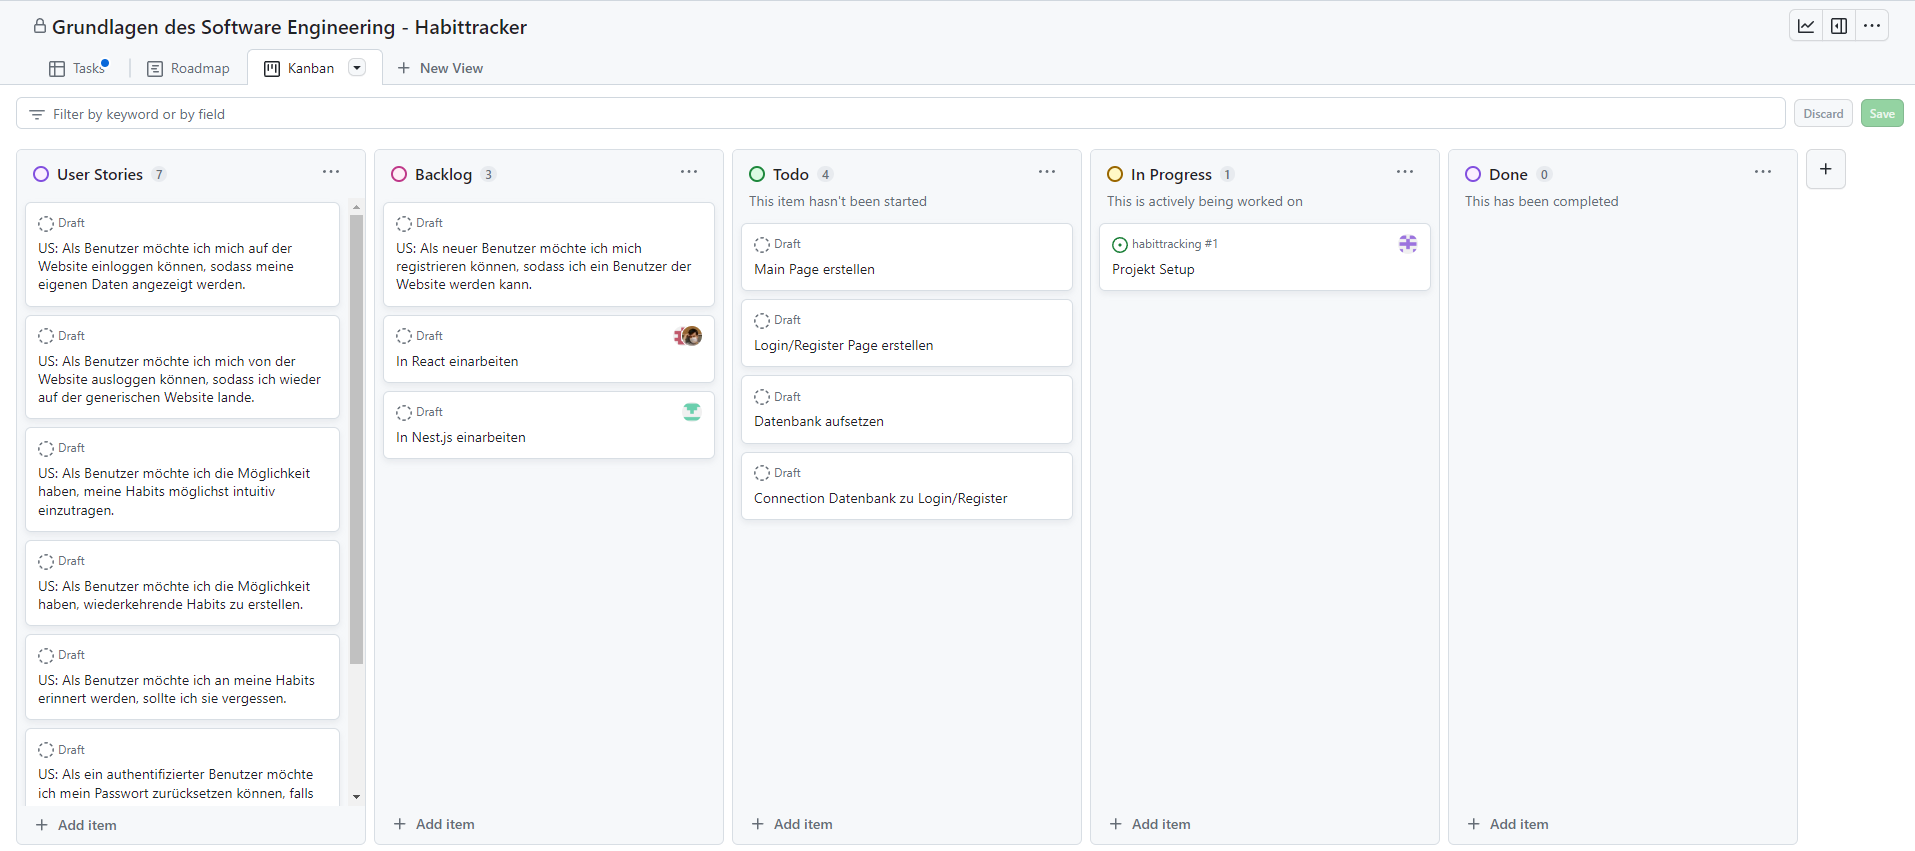 Grundlagen des Software Engineering - Habittracker
Tasks
Roadmap
Kanban
New View
Filter by keyword or by field
Discard
Save
User Stories 7
Draft
US: Als Benutzer möchte ich mich auf der
Website einloggen können, sodass meine
eigenen Daten angezeigt werden.
Draft
US: Als Benutzer möchte ich mich von der
Website ausloggen können, sodass ich wieder
auf der generischen Website lande.
Draft
US: Als Benutzer möchte ich die Möglichkeit
haben, meine Habits möglichst intuitiv
einzutragen.
Draft
US: Als Benutzer möchte ich die Möglichkeit
haben, wiederkehrende Habits zu erstellen.
Draft
US: Als Benutzer möchte ich an meine Habits
erinnert werden, sollte ich sie vergessen.
Draft
US: Als ein authentifizierter Benutzer möchte
ich mein Passwort zurücksetzen können, falls
Add item
Backlog 3
Draft
US: Als neuer Benutzer möchte ich mich
registrieren können, sodass ich ein Benutzer der
Website werden kann.
Draft
In React einarbeiten
Draft
In Nest.js einarbeiten
Add item
Todo 4
This item hasn't been started
Draft
Main Page erstellen
Draft
Login/Register Page erstellen
Draft
Datenbank aufsetzen
Draft
Connection Datenbank zu Login/Register
Add item
In Progress 1
This is actively being worked on
habittracking #1
Projekt Setup
Add item
Done 0
This has been completed
Add item